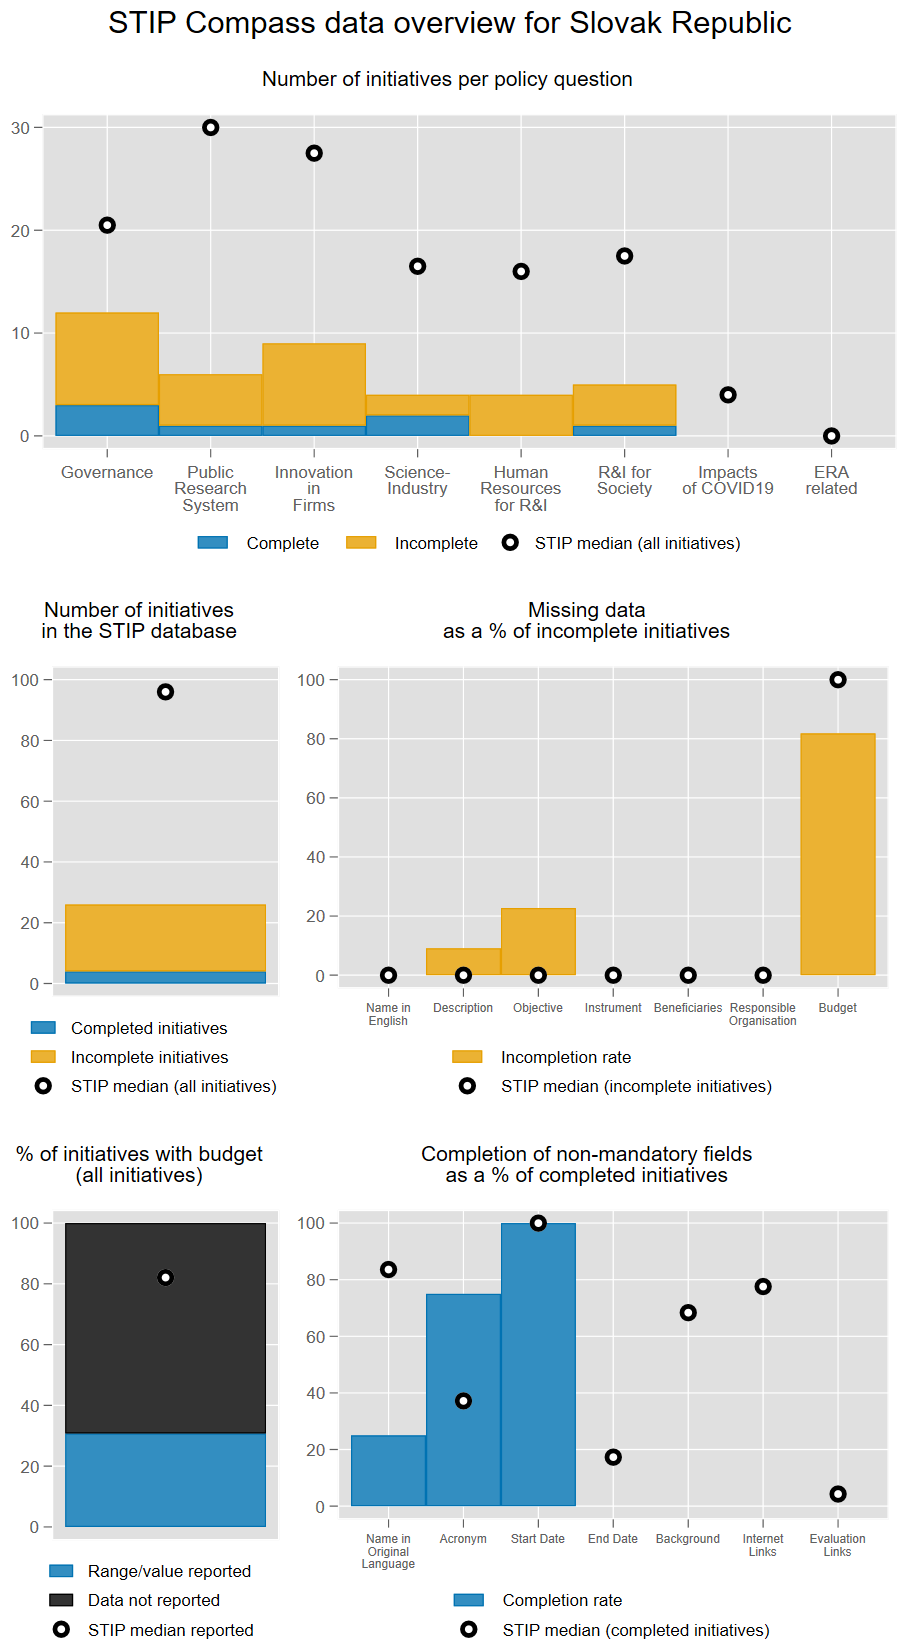 STIP Compass data overview for Slovak Republic
Number of initiatives per policy question
30
20
10
0
Governance
Public
Research
System
Innovation
in
Firms
Science-
Industry
Human
Resources
for R&I
R&I for
Society
Impacts
of COVID19
ERA
related
Complete
Incomplete
STIP median (all initiatives)
Number of initiatives
in the STIP database
100
80
60
40
20
0
Completed initiatives
Incomplete initiatives
STIP median (all initiatives)
Missing data
as a % of incomplete initiatives
100
80
60
40
20
0
Name in
English
Description
Objective
Instrument
Beneficiaries
Responsible
Organisation
Budget
Incompletion rate
STIP median (incomplete initiatives)
% of initiatives with budget
(all initiatives)
100
80
60
40
20
0
Range/value reported
Data not reported
STIP median reported
Completion of non-mandatory fields
as a % of completed initiatives
100
80
60
40
20
0
Name in
Original
Language
Acronym
Start Date
End Date
Background
Internet
Links
Evaluation
Links
Completion rate
STIP median (completed initiatives)